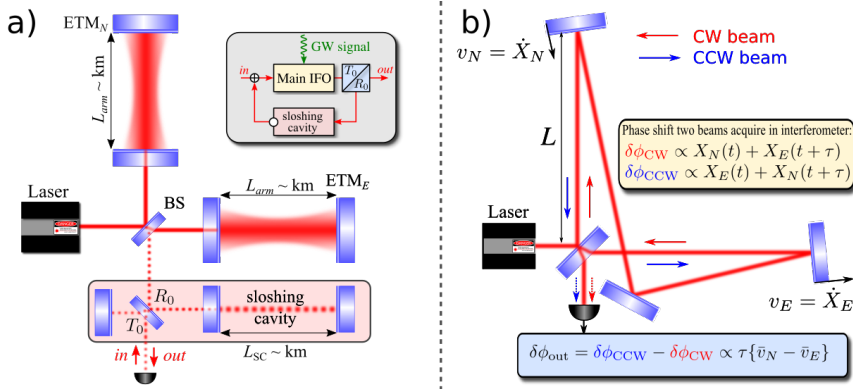 a)
ETM_N
L_arm ~ km
GW signal
in
Main IFO
T_0
R_0
out
sloshing
cavity
Laser
BS
L_arm ~ km
ETM_E
R_0
T_0
sloshing
cavity
in
out
L_SC ~ km
b)
v_N = Ẋ_N
CW beam
CCW beam
L
Phase shift two beams acquire in interferometer:
δϕ_CW ∝ X_N(t) + X_E(t+τ)
δϕ_CCW ∝ X_E(t) + X_N(t+τ)
Laser
v_E = Ẋ_E
δϕ_out = δϕ_CCW − δϕ_CW ∝ τ{v̄_N − v̄_E}